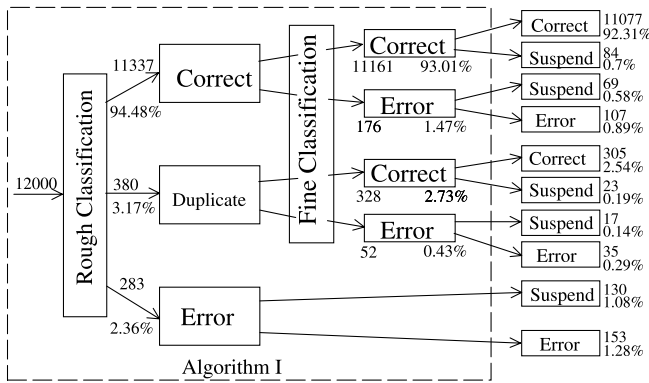 12000
Rough Classification
11337
94.48%
Correct
380
3.17%
Duplicate
283
2.36%
Error
Fine Classification
Correct
11161 93.01%
Error
176 1.47%
Correct
328 2.73%
Error
52 0.43%
Correct
11077
92.31%
Suspend
84
0.7%
Suspend
69
0.58%
Error
107
0.89%
Correct
305
2.54%
Suspend
23
0.19%
Suspend
17
0.14%
Error
35
0.29%
Suspend
130
1.08%
Error
153
1.28%
Algorithm I